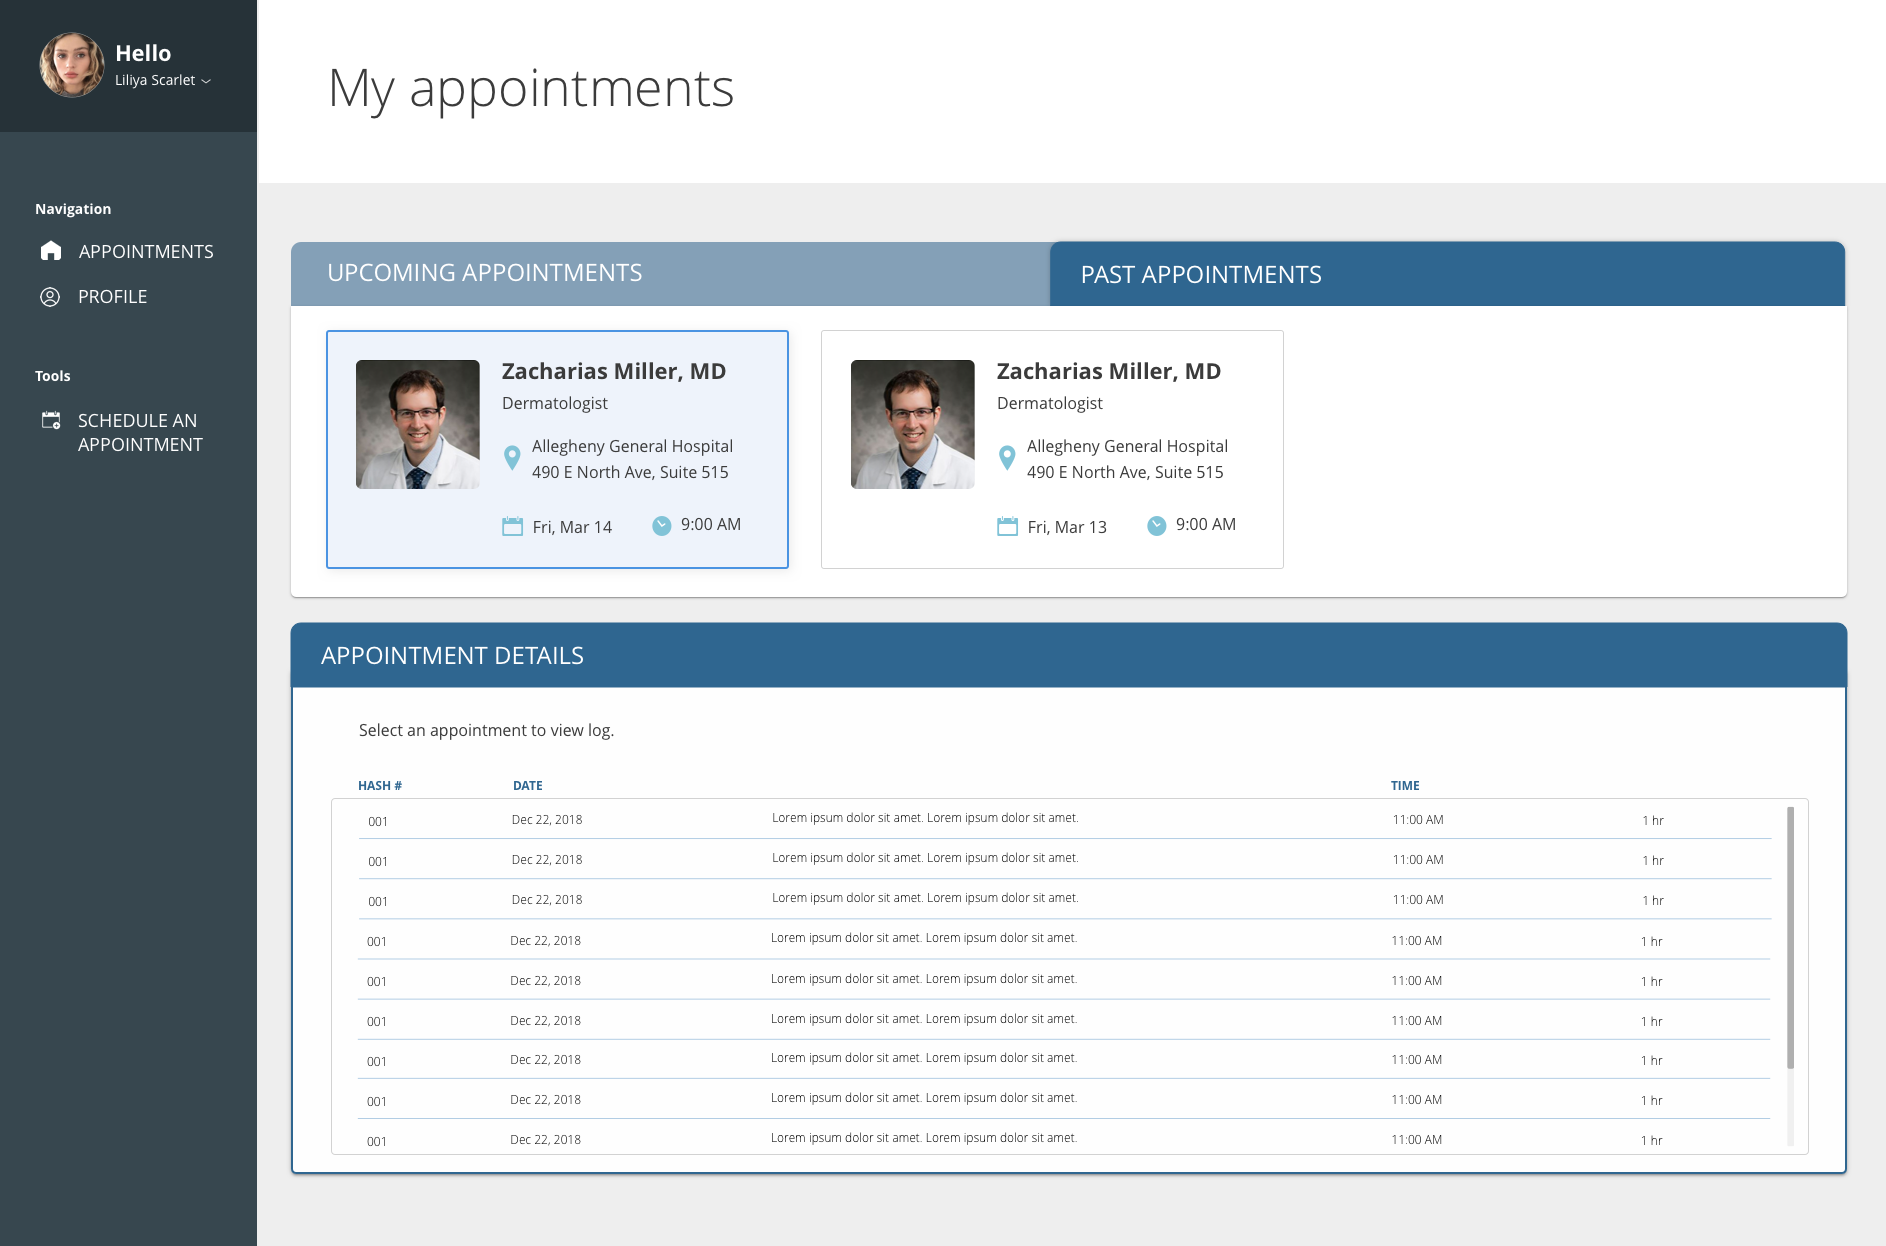 Hello
Liliya Scarlet
Navigation
APPOINTMENTS
PROFILE
Tools
SCHEDULE AN
APPOINTMENT
My appointments
UPCOMING APPOINTMENTS
PAST APPOINTMENTS
Zacharias Miller, MD
Dermatologist
Allegheny General Hospital
490 E North Ave, Suite 515
Fri, Mar 14 9:00 AM
Zacharias Miller, MD
Dermatologist
Allegheny General Hospital
490 E North Ave, Suite 515
Fri, Mar 13 9:00 AM
APPOINTMENT DETAILS
Select an appointment to view log.
HASH # DATE TIME
001 Dec 22, 2018 Lorem ipsum dolor sit amet. Lorem ipsum dolor sit amet. 11:00 AM 1 hr
001 Dec 22, 2018 Lorem ipsum dolor sit amet. Lorem ipsum dolor sit amet. 11:00 AM 1 hr
001 Dec 22, 2018 Lorem ipsum dolor sit amet. Lorem ipsum dolor sit amet. 11:00 AM 1 hr
001 Dec 22, 2018 Lorem ipsum dolor sit amet. Lorem ipsum dolor sit amet. 11:00 AM 1 hr
001 Dec 22, 2018 Lorem ipsum dolor sit amet. Lorem ipsum dolor sit amet. 11:00 AM 1 hr
001 Dec 22, 2018 Lorem ipsum dolor sit amet. Lorem ipsum dolor sit amet. 11:00 AM 1 hr
001 Dec 22, 2018 Lorem ipsum dolor sit amet. Lorem ipsum dolor sit amet. 11:00 AM 1 hr
001 Dec 22, 2018 Lorem ipsum dolor sit amet. Lorem ipsum dolor sit amet. 11:00 AM 1 hr
001 Dec 22, 2018 Lorem ipsum dolor sit amet. Lorem ipsum dolor sit amet. 11:00 AM 1 hr